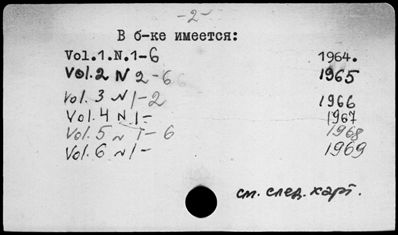 -2-
В б-ке имеется:
Vol.1.N.1-6 1964.
Vol.2 N 2-6 1965
Vol.3 N 1-2 1966
Vol.4 N 1- 1967
Vol.5 N 1-6 1968
Vol.6 N 1- 1969
см. след. карт.